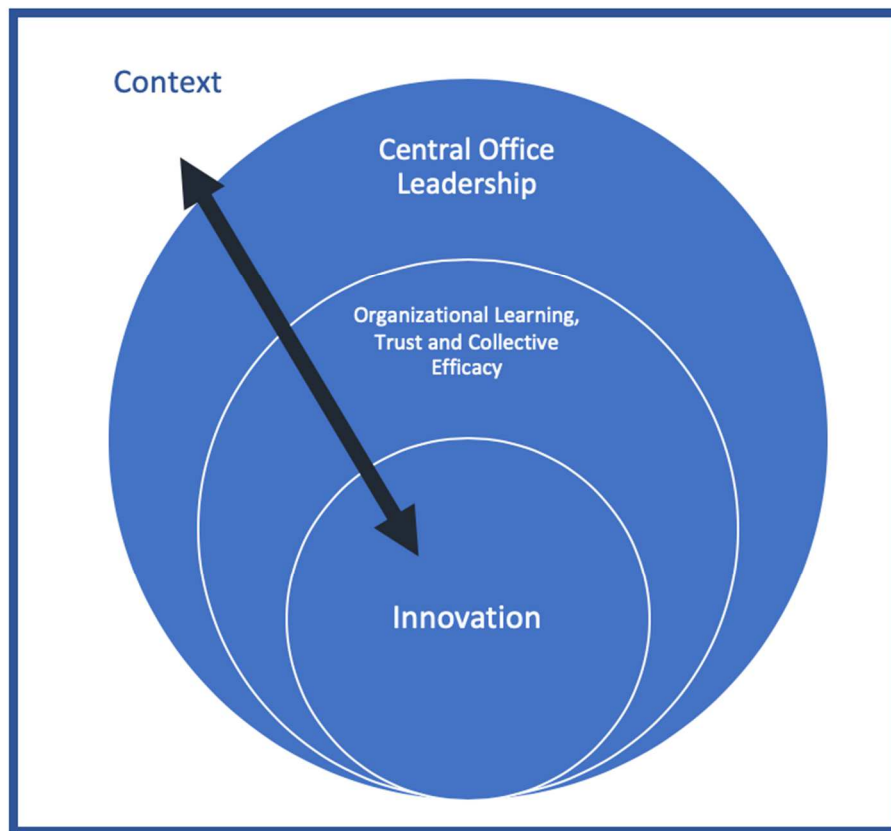 Context
Central Office
Leadership
Organizational Learning,
Trust and Collective
Efficacy
Innovation